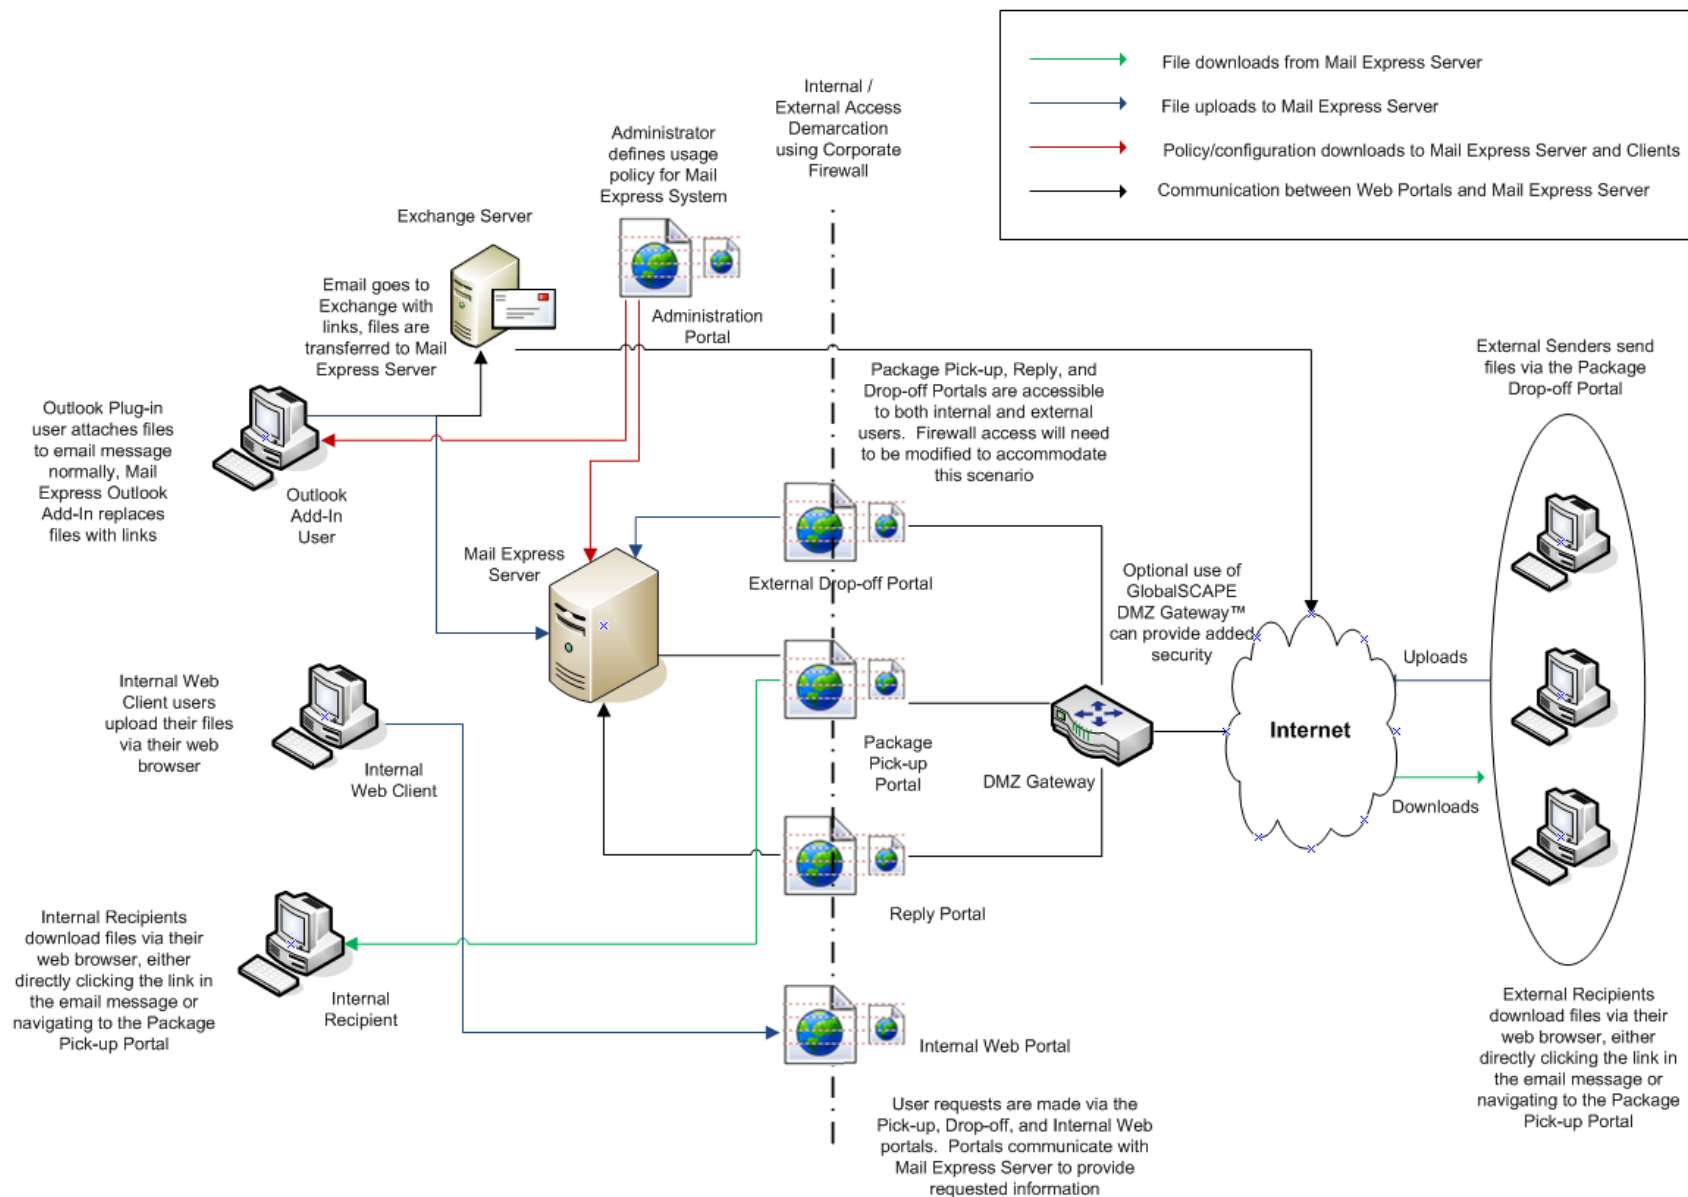 File downloads from Mail Express Server
File uploads to Mail Express Server
Policy/configuration downloads to Mail Express Server and Clients
Communication between Web Portals and Mail Express Server
Internal /
External Access
Demarcation
using Corporate
Firewall
Administrator
defines usage
policy for Mail
Express System
Exchange Server
Administration
Portal
Email goes to
Exchange with
links, files are
transferred to Mail
Express Server
Outlook Plug-in
user attaches files
to email message
normally, Mail
Express Outlook
Add-In replaces
files with links
Outlook
Add-In
User
Package Pick-up, Reply, and
Drop-off Portals are accessible
to both internal and external
users. Firewall access will need
to be modified to accommodate
this scenario
External Senders send
files via the Package
Drop-off Portal
Mail Express
Server
External Drop-off Portal
Optional use of
GlobalSCAPE
DMZ Gateway™
can provide added
security
Uploads
Internet
Downloads
Internal Web
Client users
upload their files
via their web
browser
Internal
Web Client
Package
Pick-up
Portal
DMZ Gateway
Reply Portal
Internal Recipients
download files via their
web browser, either
directly clicking the link in
the email message or
navigating to the Package
Pick-up Portal
Internal
Recipient
Internal Web Portal
External Recipients
download files via their
web browser, either
directly clicking the link in
the email message or
navigating to the Package
Pick-up Portal
User requests are made via the
Pick-up, Drop-off, and Internal Web
portals. Portals communicate with
Mail Express Server to provide
requested information